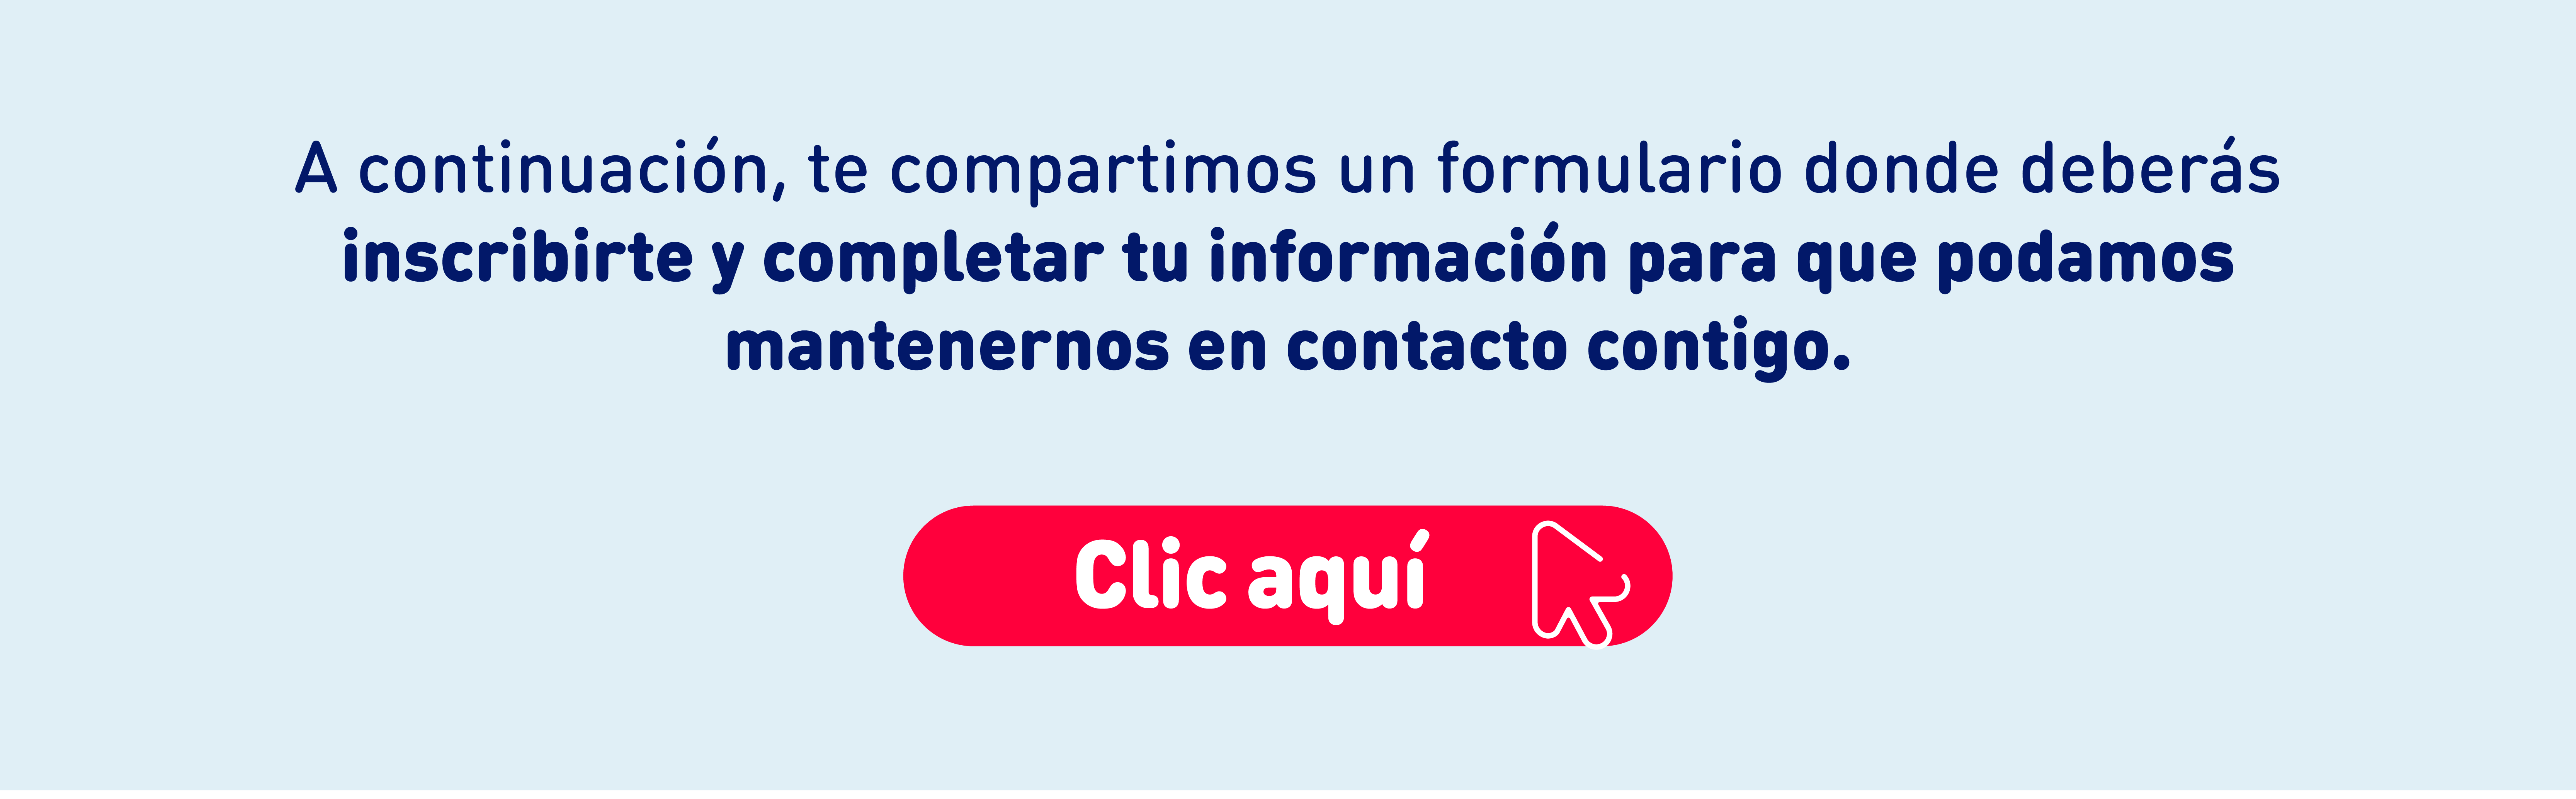 A continuación, te compartimos un formulario donde deberás
inscribirte y completar tu información para que podamos
mantenernos en contacto contigo.
Clic aquí